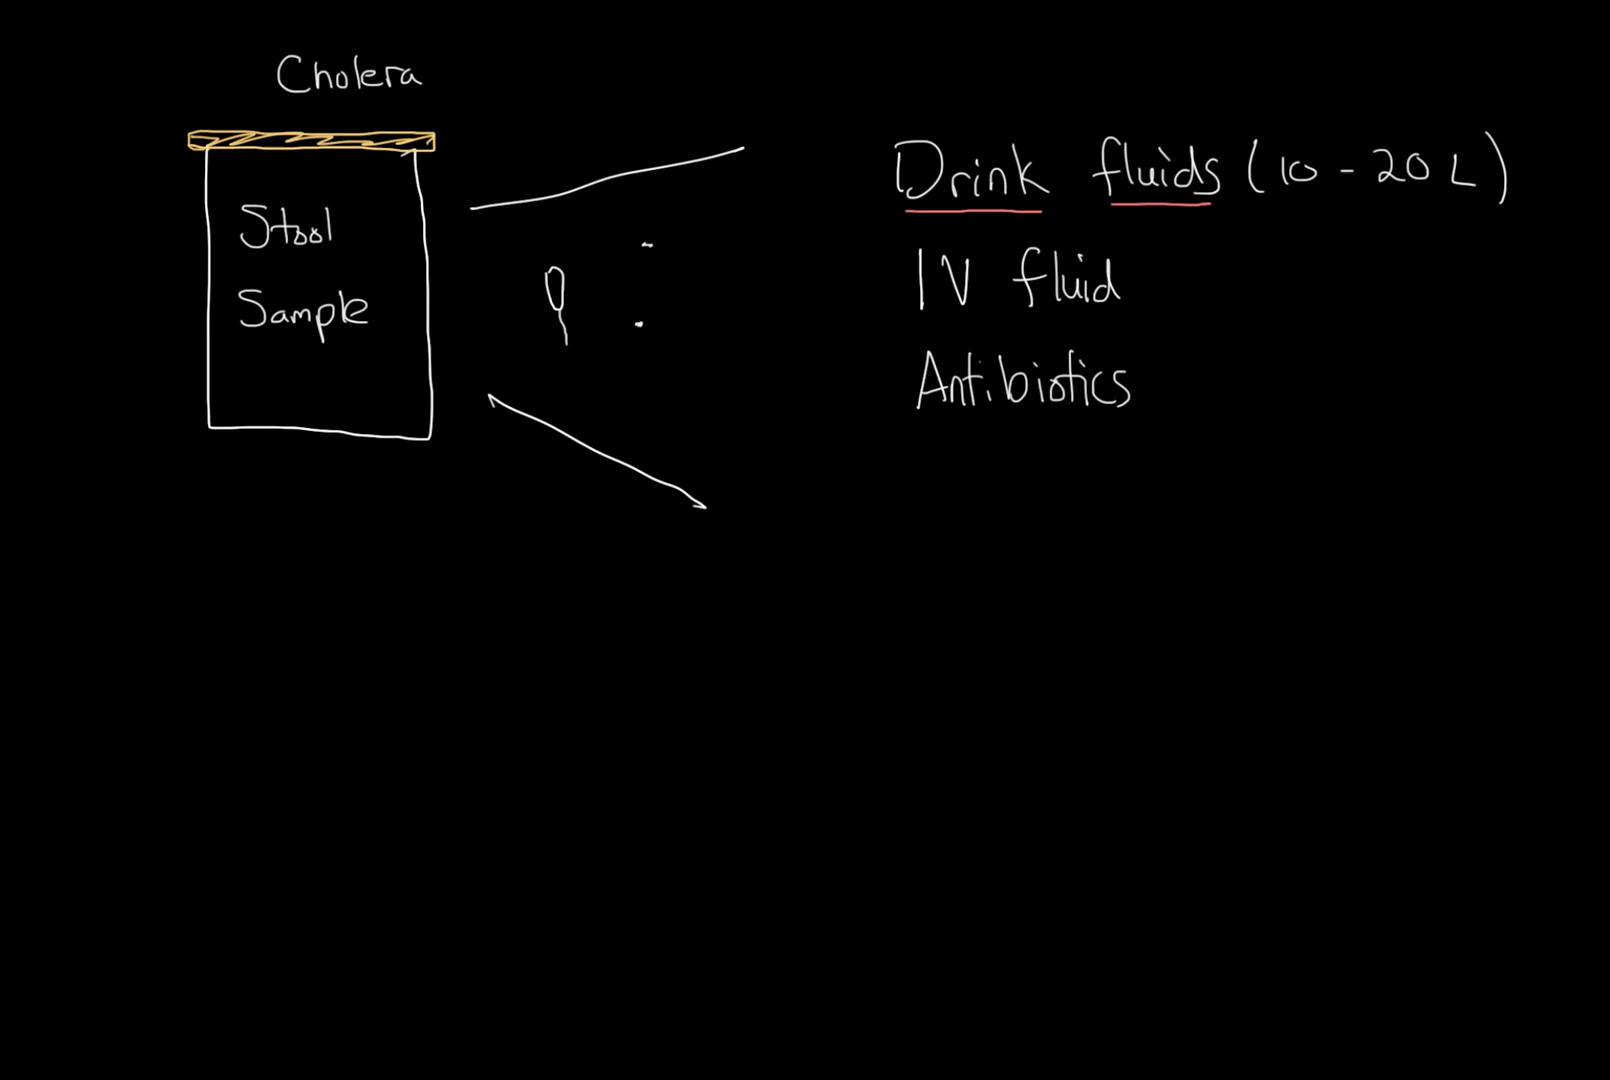 Cholera
Stool
Sample
Drink fluids (10 - 20 L)
IV fluid
Antibiotics